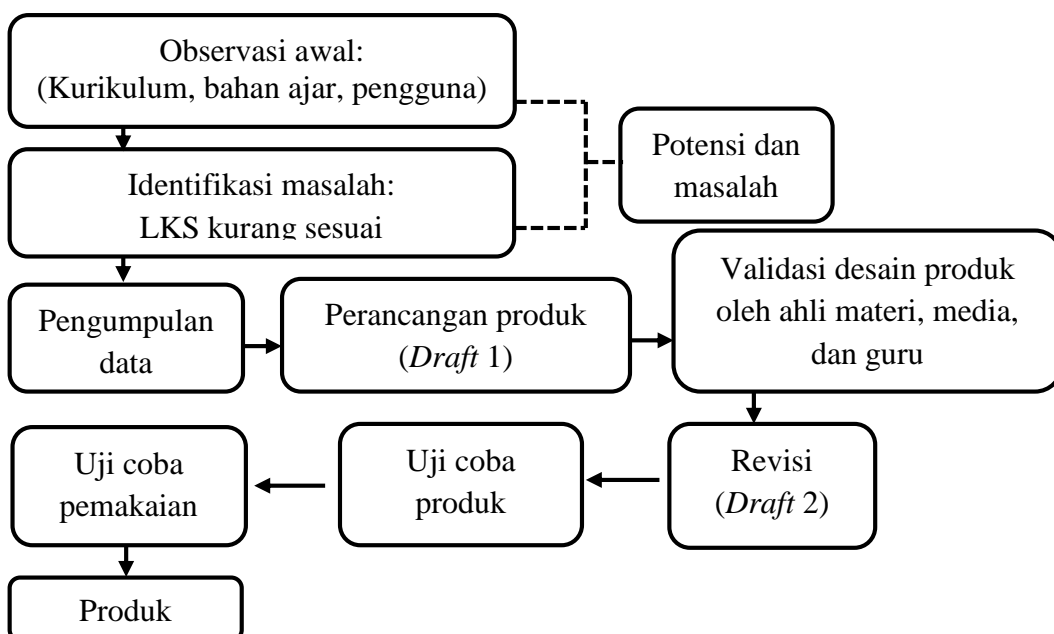 Observasi awal:
(Kurikulum, bahan ajar, pengguna)
Potensi dan
masalah
Identifikasi masalah:
LKS kurang sesuai
Validasi desain produk
oleh ahli materi, media,
dan guru
Pengumpulan
data
Perancangan produk
(Draft 1)
Revisi
(Draft 2)
Uji coba
produk
Uji coba
pemakaian
Produk